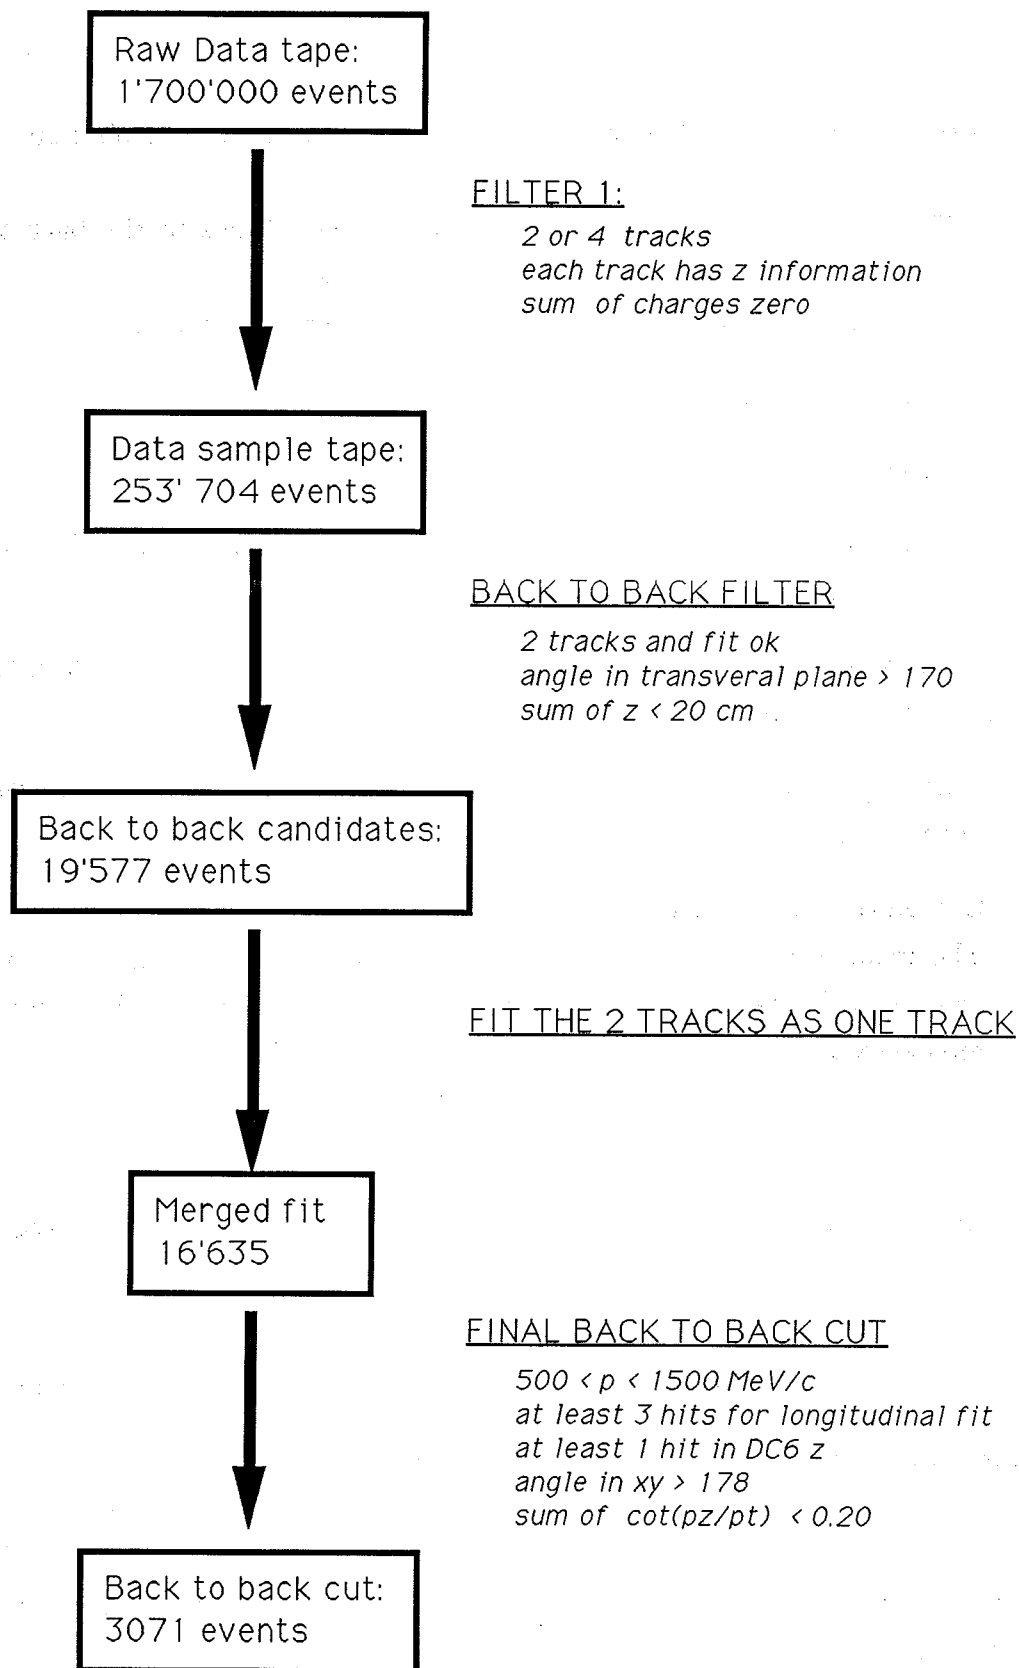 Raw Data tape:
1'700'000 events
FILTER 1:
2 or 4 tracks
each track has z information
sum of charges zero
Data sample tape:
253' 704 events
BACK TO BACK FILTER
2 tracks and fit ok
angle in transveral plane > 170
sum of z < 20 cm
Back to back candidates:
19'577 events
FIT THE 2 TRACKS AS ONE TRACK
Merged fit
16'635
FINAL BACK TO BACK CUT
500 < p < 1500 MeV/c
at least 3 hits for longitudinal fit
at least 1 hit in DC6 z
angle in xy > 178
sum of cot(pz/pt) < 0.20
Back to back cut:
3071 events